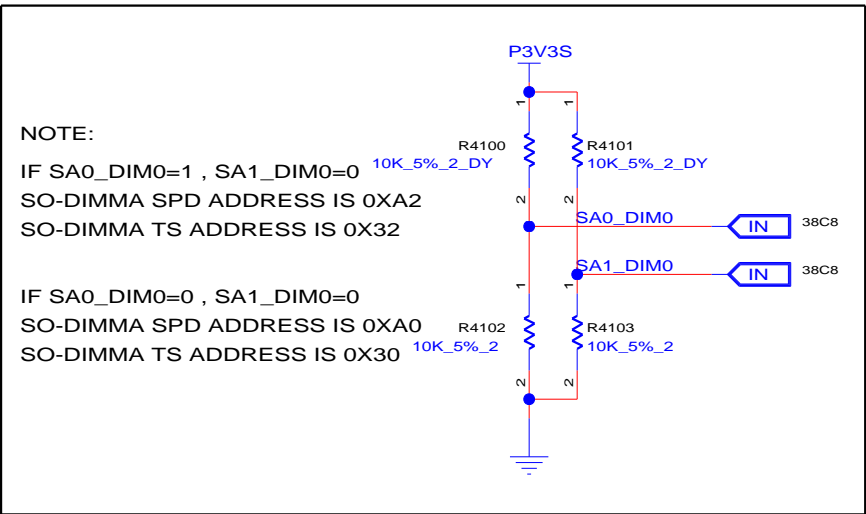 P3V3S
NOTE:
IF SA0_DIM0=1 , SA1_DIM0=0
SO-DIMMA SPD ADDRESS IS 0XA2
SO-DIMMA TS ADDRESS IS 0X32
IF SA0_DIM0=0 , SA1_DIM0=0
SO-DIMMA SPD ADDRESS IS 0XA0
SO-DIMMA TS ADDRESS IS 0X30
1
1
R4100
10K_5%_2_DY
R4101
10K_5%_2_DY
2
2
SA0_DIM0
IN
38C8
SA1_DIM0
IN
38C8
1
1
R4102
10K_5%_2
R4103
10K_5%_2
2
2